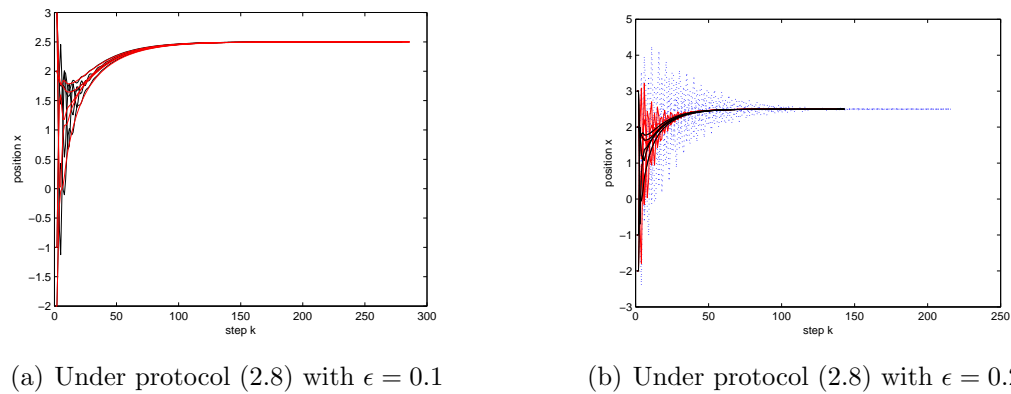 3
2.5
2
1.5
1
0.5
0
−0.5
−1
−1.5
−2
0 50 100 150 200 250 300
position x
step k
5
4
3
2
1
0
−1
−2
−3
0 50 100 150 200 250
position x
step k
(a) Under protocol (2.8) with ϵ = 0.1
(b) Under protocol (2.8) with ϵ = 0.2